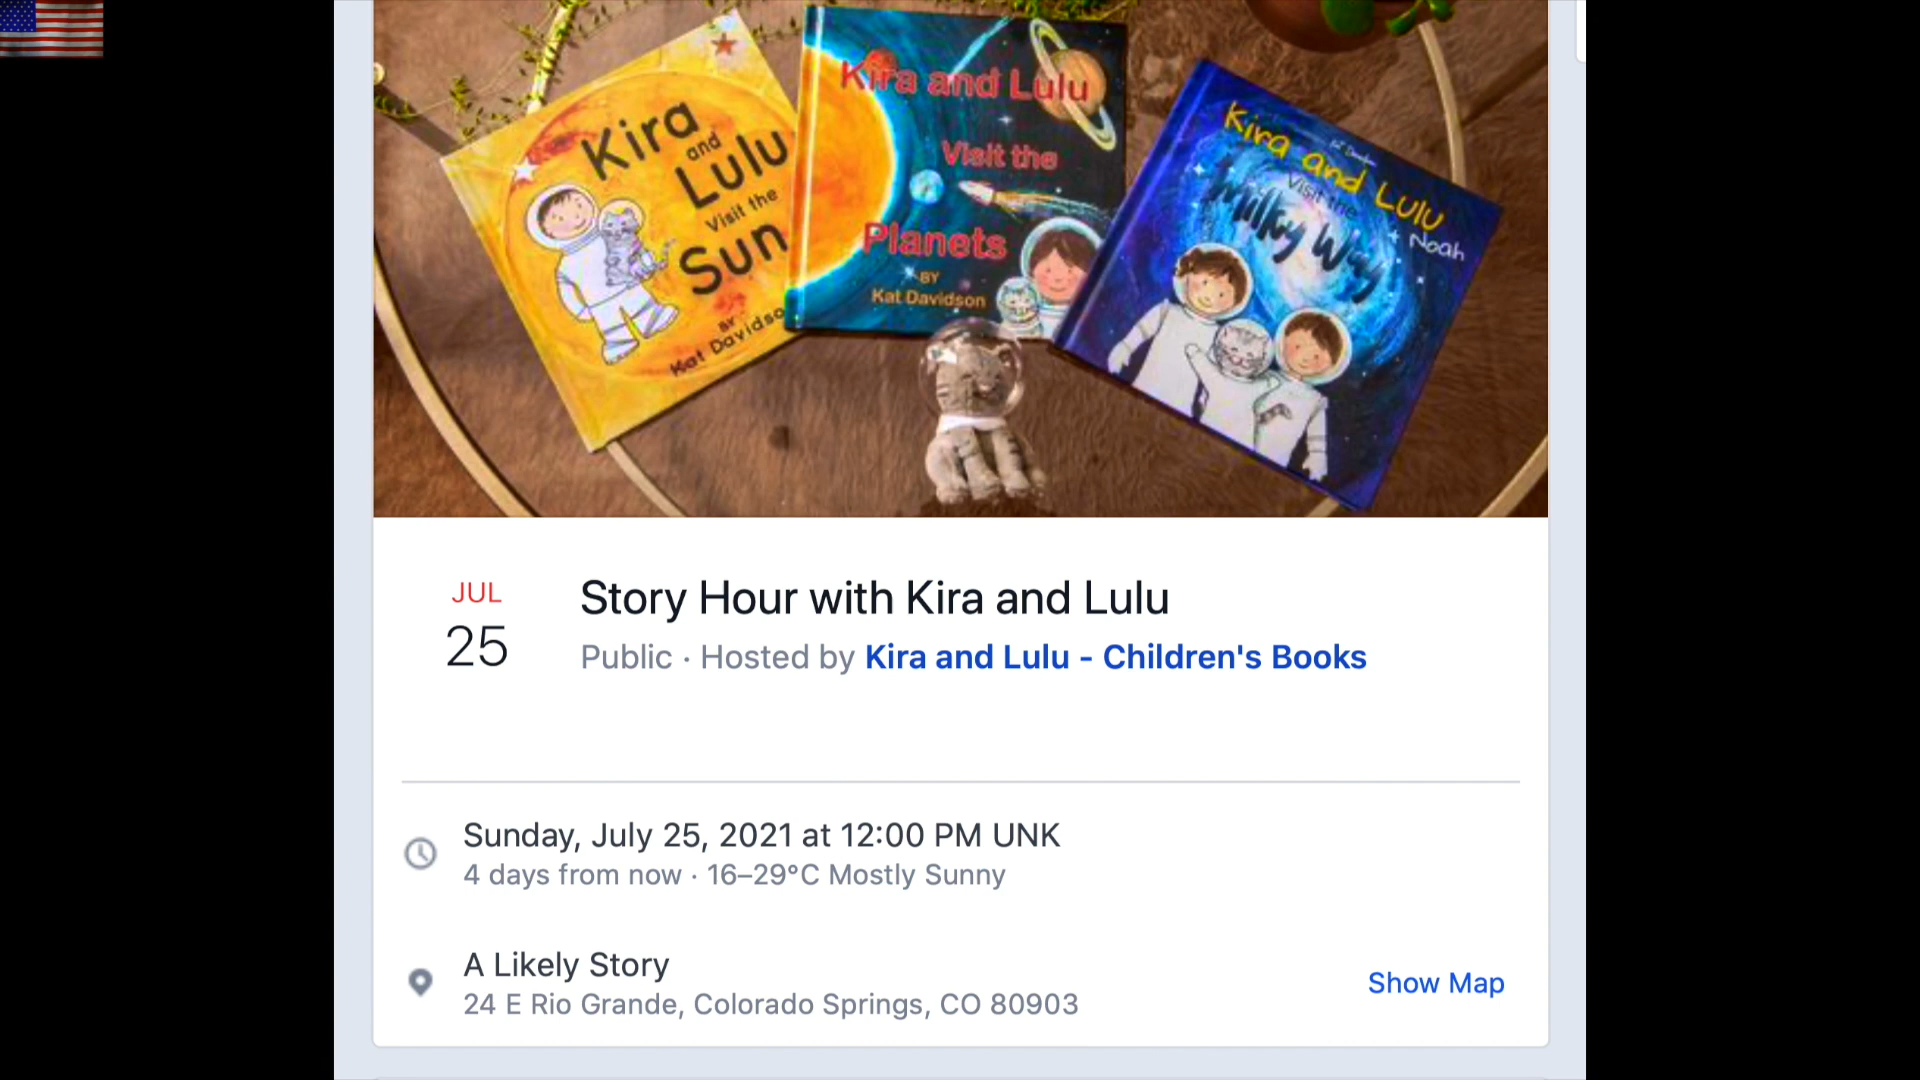 Kira
and
Lulu
Visit the
Sun
BY
Kat Davidso
Kira and Lulu
Visit the
Planets
BY
Kat Davidson
Kira and Lulu
Visit the
+ Noah
Milky Way
JUL
25
Story Hour with Kira and Lulu
Public · Hosted by Kira and Lulu - Children's Books
Sunday, July 25, 2021 at 12:00 PM UNK
4 days from now · 16–29°C Mostly Sunny
A Likely Story
24 E Rio Grande, Colorado Springs, CO 80903
Show Map